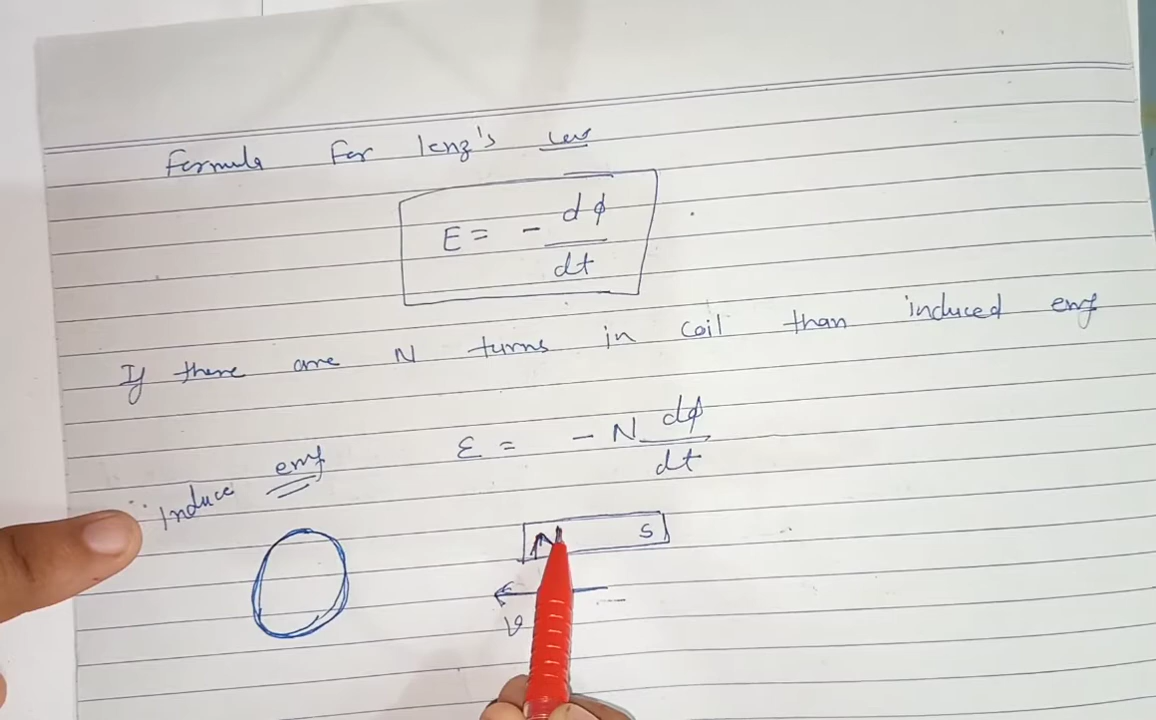 Formula For lenz's law
E = - dφ/dt
If there are N turns in coil than induced emf
ε = - N dφ/dt
induce emf
N S
v